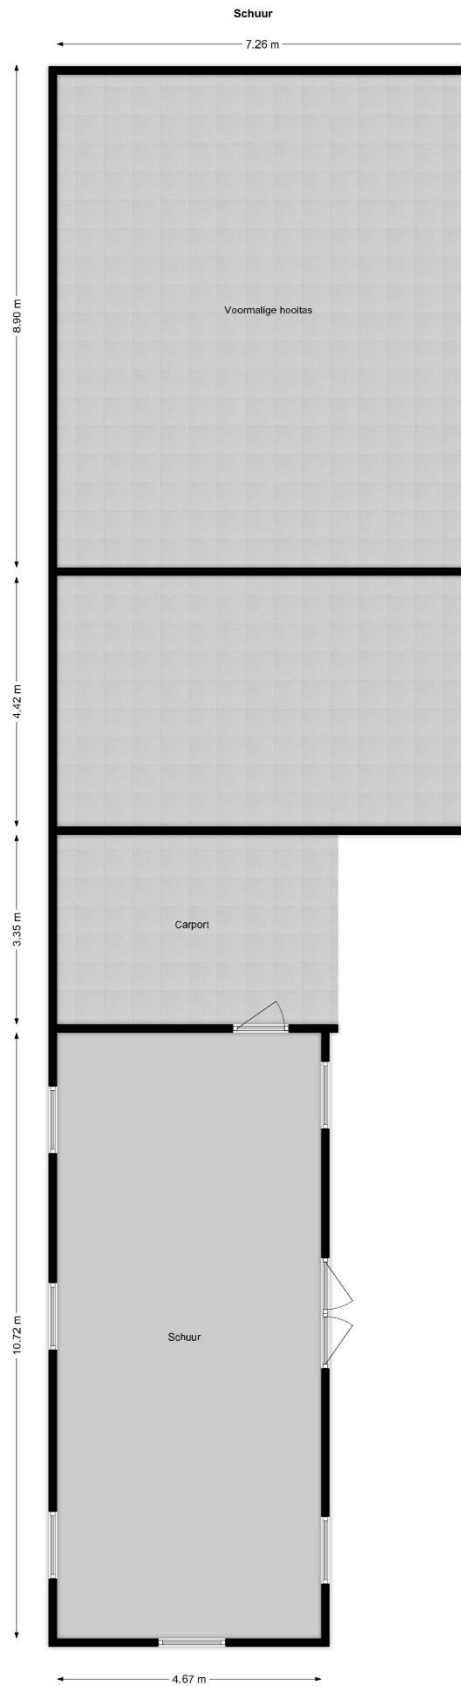 Schuur
7.26 m
8.90 m
Voormalige hooitas
4.42 m
3.35 m
Carport
10.72 m
Schuur
4.67 m